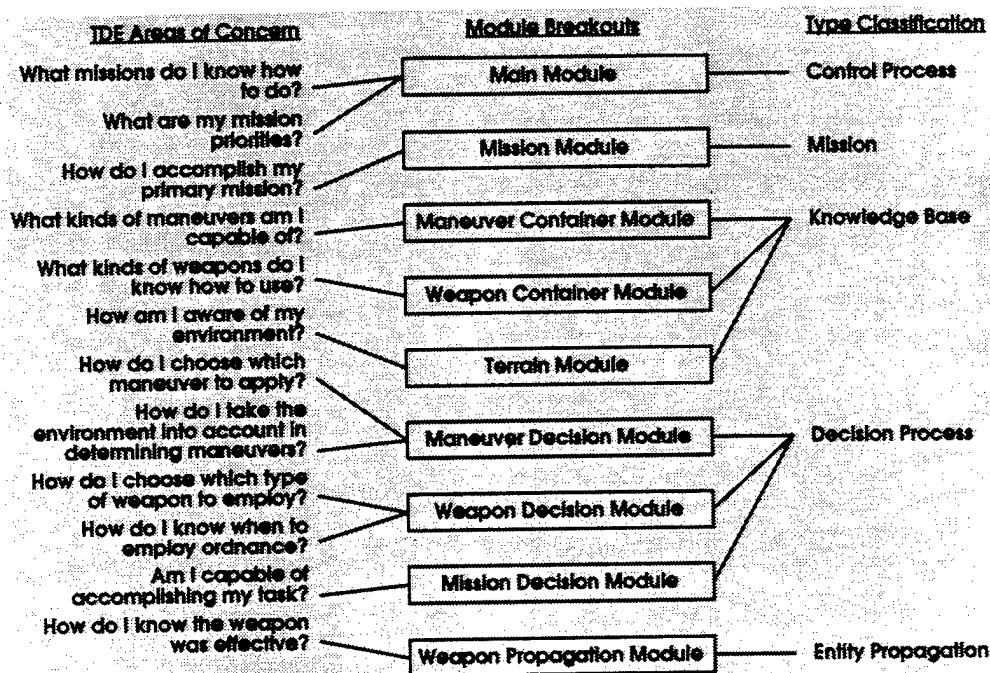 TDE Areas of Concern
Module Breakouts
Type Classification
What missions do I know how
to do?
What are my mission
priorities?
How do I accomplish my
primary mission?
What kinds of maneuvers am I
capable of?
What kinds of weapons do I
know how to use?
How am I aware of my
environment?
How do I choose which
maneuver to apply?
How do I take the
environment into account in
determining maneuvers?
How do I choose which type
of weapon to employ?
How do I know when to
employ ordnance?
Am I capable of
accomplishing my task?
How do I know the weapon
was effective?
Main Module
Mission Module
Maneuver Container Module
Weapon Container Module
Terrain Module
Maneuver Decision Module
Weapon Decision Module
Mission Decision Module
Weapon Propagation Module
Control Process
Mission
Knowledge Base
Decision Process
Entity Propagation